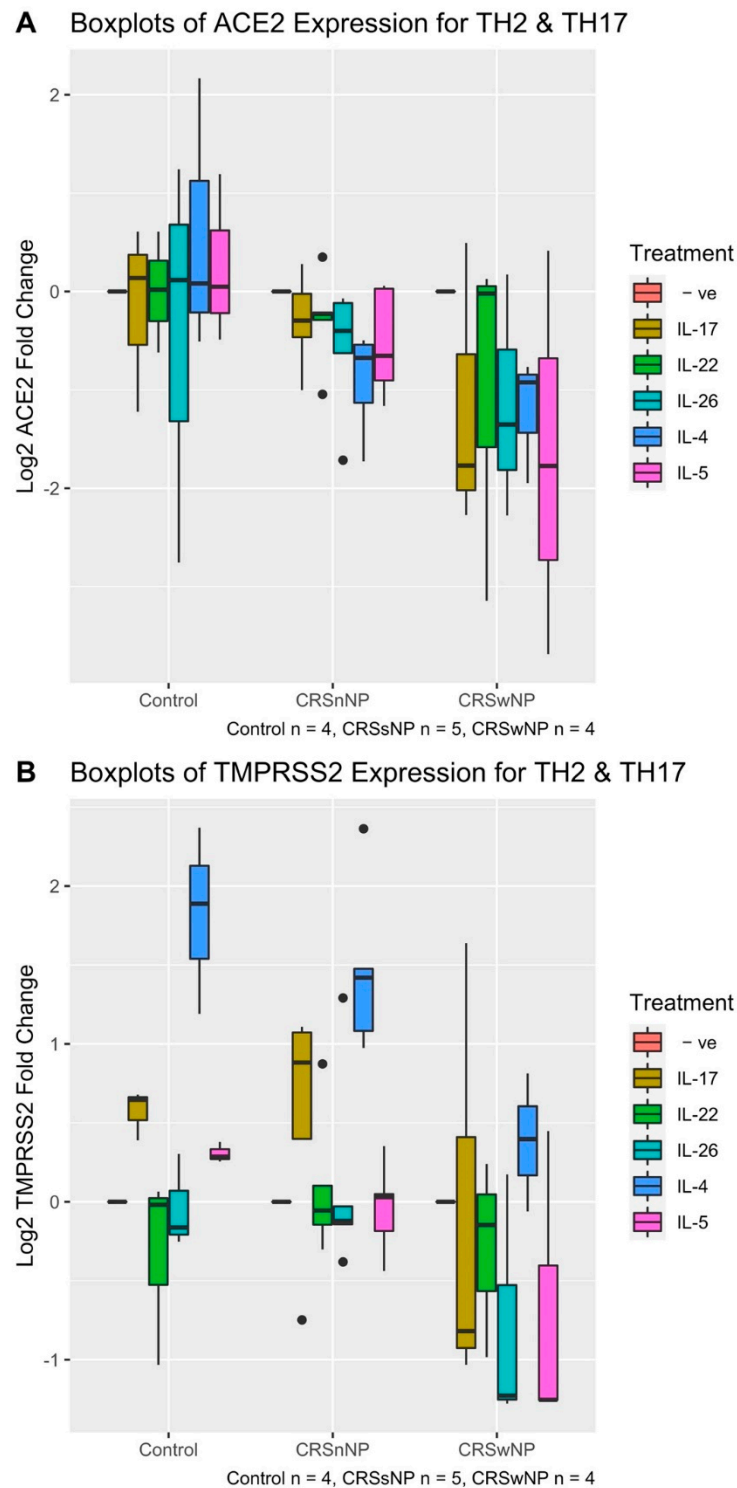 A Boxplots of ACE2 Expression for TH2 & TH17
Log2 ACE2 Fold Change
2
0
-2
Control
CRSnNP
CRSwNP
Control n = 4, CRSsNP n = 5, CRSwNP n = 4
Treatment
− ve
IL-17
IL-22
IL-26
IL-4
IL-5
B Boxplots of TMPRSS2 Expression for TH2 & TH17
Log2 TMPRSS2 Fold Change
2
1
0
-1
Control
CRSnNP
CRSwNP
Control n = 4, CRSsNP n = 5, CRSwNP n = 4
Treatment
− ve
IL-17
IL-22
IL-26
IL-4
IL-5